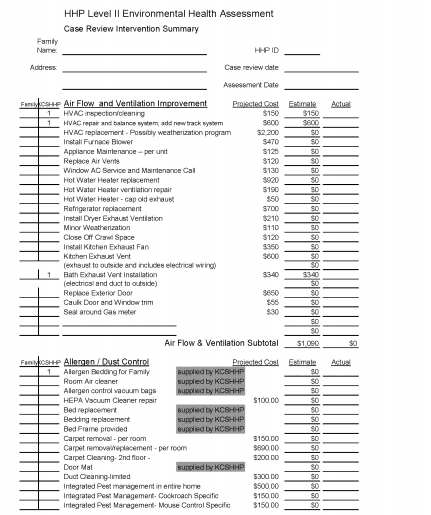 HHP Level II Environmental Health Assessment
Case Review Intervention Summary
Family
Name: HHP ID
Address: Case review date
Assessment Date
Family KCSHHP Air Flow and Ventilation Improvement Projected Cost Estimate Actual
1 HVAC inspection/cleaning $150 $150
1 HVAC repair and balance system; add new track system $600 $600
HVAC replacement - Possibly weatherization program $2,200 $0
Install Furnace Blower $470 $0
Appliance Maintenance – per unit $125 $0
Replace Air Vents $120 $0
Window AC Service and Maintenance Call $130 $0
Hot Water Heater replacement $920 $0
Hot Water Heater ventilation repair $190 $0
Hot Water Heater - cap old exhaust $50 $0
Refrigerator replacement $700 $0
Install Dryer Exhaust Ventilation $210 $0
Minor Weatherization $110 $0
Close Off Crawl Space $120 $0
Install Kitchen Exhaust Fan $350 $0
Kitchen Exhaust Vent $600 $0
(exhaust to outside and includes electrical wiring) $0
1 Bath Exhaust Vent Installation $340 $340
(electrical and duct to outside) $0
Replace Exterior Door $650 $0
Caulk Door and Window trim $55 $0
Seal around Gas meter $30 $0
$0
$0
Air Flow & Ventilation Subtotal $1,090 $0
Family KCSHHP Allergen / Dust Control Projected Cost Estimate Actual
1 Allergen Bedding for Family supplied by KCSHHP $0
Room Air cleaner supplied by KCSHHP $0
Allergen control vacuum bags supplied by KCSHHP $0
HEPA Vacuum Cleaner repair $100.00 $0
Bed replacement supplied by KCSHHP $0
Bedding replacement supplied by KCSHHP $0
Bed Frame provided supplied by KCSHHP $0
Carpet removal - per room $150.00 $0
Carpet removal/replacement - per room $690.00 $0
Carpet Cleaning- 2nd floor - $200.00 $0
Door Mat supplied by KCSHHP $0
Duct Cleaning-limited $300.00 $0
Integrated Pest management in entire home $500.00 $0
Integrated Pest Management- Cockroach Specific $150.00 $0
Integrated Pest Management- Mouse Control Specific $150.00 $0